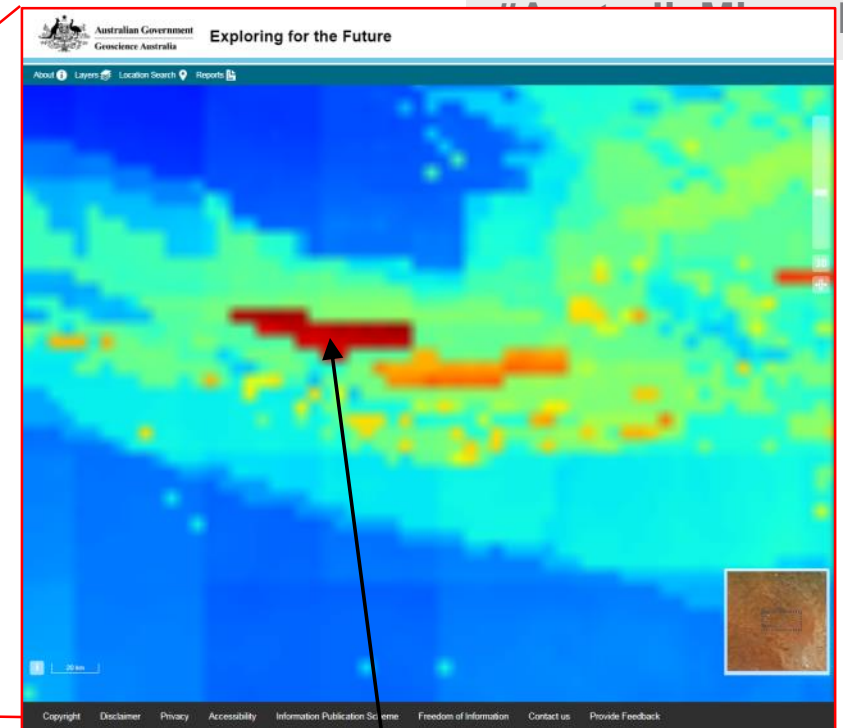 Australian Government
Geoscience Australia
Exploring for the Future
About Layers Location Search Reports
3D
20 km
Copyright Disclaimer Privacy Accessibility Information Publication Scheme Freedom of Information Contact us Provide Feedback